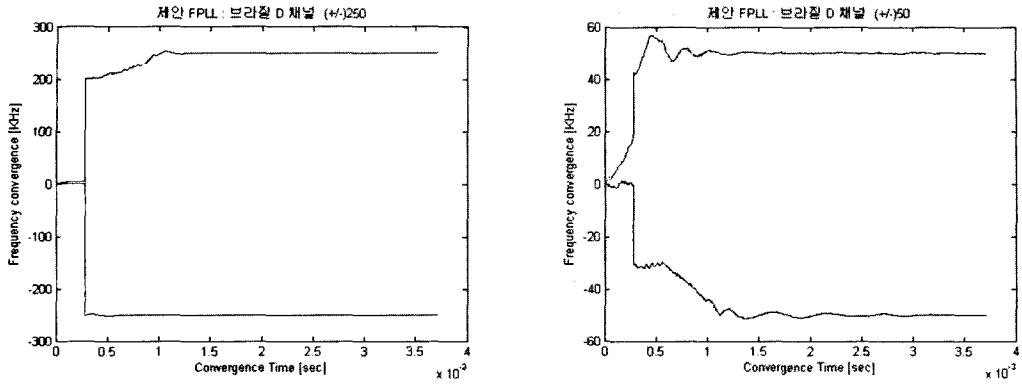 제안 FPLL : 브라질 D 채널 (+/-)250
Frequency convergence [KHz]
300
200
100
0
-100
-200
-300
0 0.5 1 1.5 2 2.5 3 3.5 4
Convergence Time [sec]
x 10⁻³
제안 FPLL : 브라질 D 채널 (+/-)50
Frequency convergence [KHz]
60
40
20
0
-20
-40
-60
0 0.5 1 1.5 2 2.5 3 3.5 4
Convergence Time [sec]
x 10⁻³